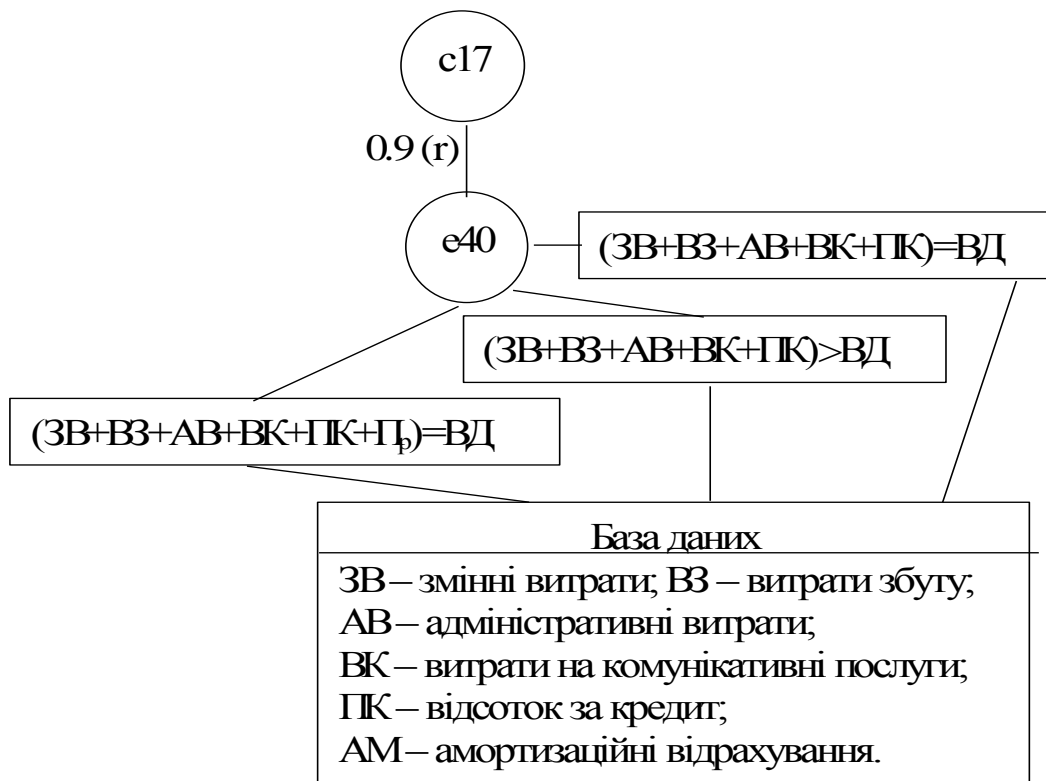 c17
0.9 (r)
e40
(ЗВ+ВЗ+АВ+ВК+ПК)=ВД
(ЗВ+ВЗ+АВ+ВК+ПК)>ВД
(ЗВ+ВЗ+АВ+ВК+ПК+Пр)=ВД
База даних
ЗВ – змінні витрати; ВЗ – витрати збуту;
АВ – адміністративні витрати;
ВК – витрати на комунікативні послуги;
ПК – відсоток за кредит;
АМ – амортизаційні відрахування.